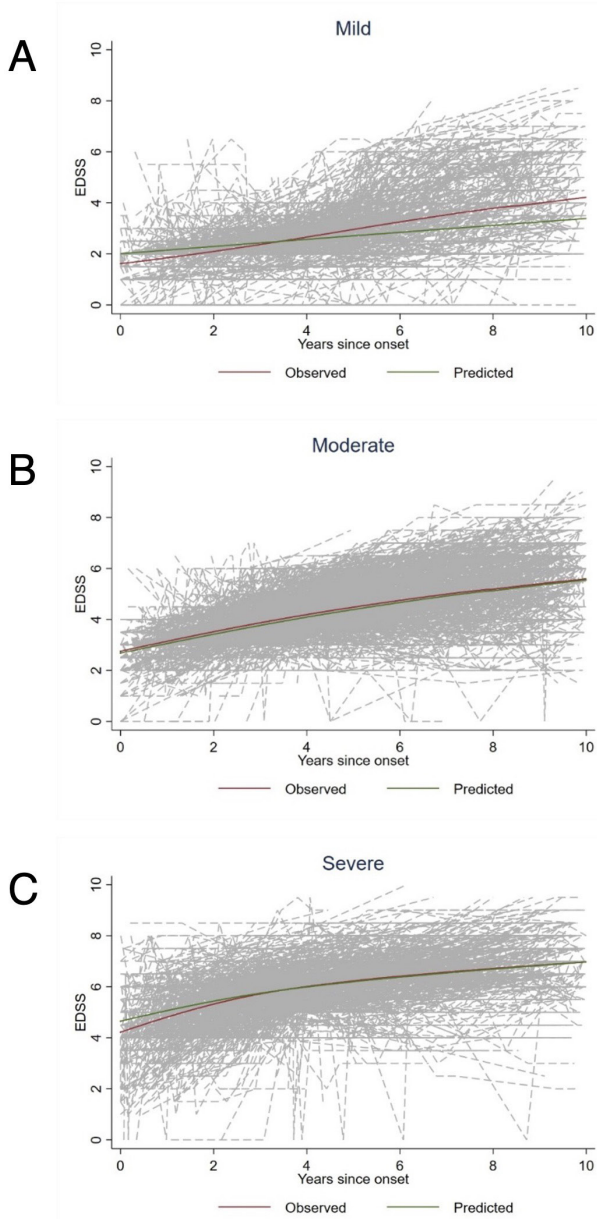 A
Mild
EDSS
10
8
6
4
2
0
0 2 4 6 8 10
Years since onset
Observed Predicted
B
Moderate
EDSS
10
8
6
4
2
0
0 2 4 6 8 10
Years since onset
Observed Predicted
C
Severe
EDSS
10
8
6
4
2
0
0 2 4 6 8 10
Years since onset
Observed Predicted